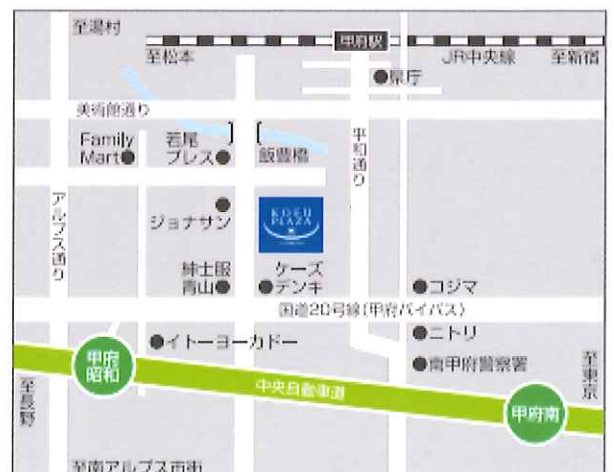 至湯村
甲府駅
至松本
JR中央線
至新宿
●県庁
美術館通り
Family
Mart●
若尾
プレス●
飯豊橋
平和通り
アルプス通り
ジョナサン
KOFU
PLAZA
紳士服
青山●
ケーズ
●デンキ
●コジマ
国道20号線(甲府バイパス)
●イトーヨーカドー
●ニトリ
●南甲府警察署
甲府
昭和
中央自動車道
甲府南
至東京
至長野
至南アルプス市街